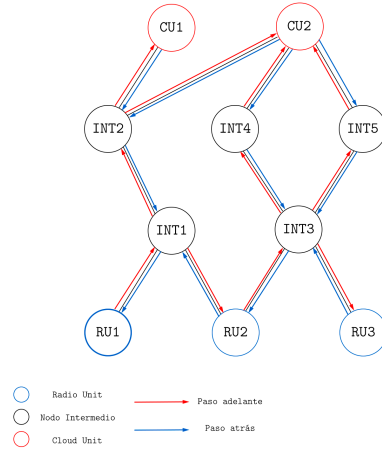 CU1
CU2
INT2
INT4
INT5
INT1
INT3
RU1
RU2
RU3
Radio Unit
Nodo Intermedio
Cloud Unit
Paso adelante
Paso atrás